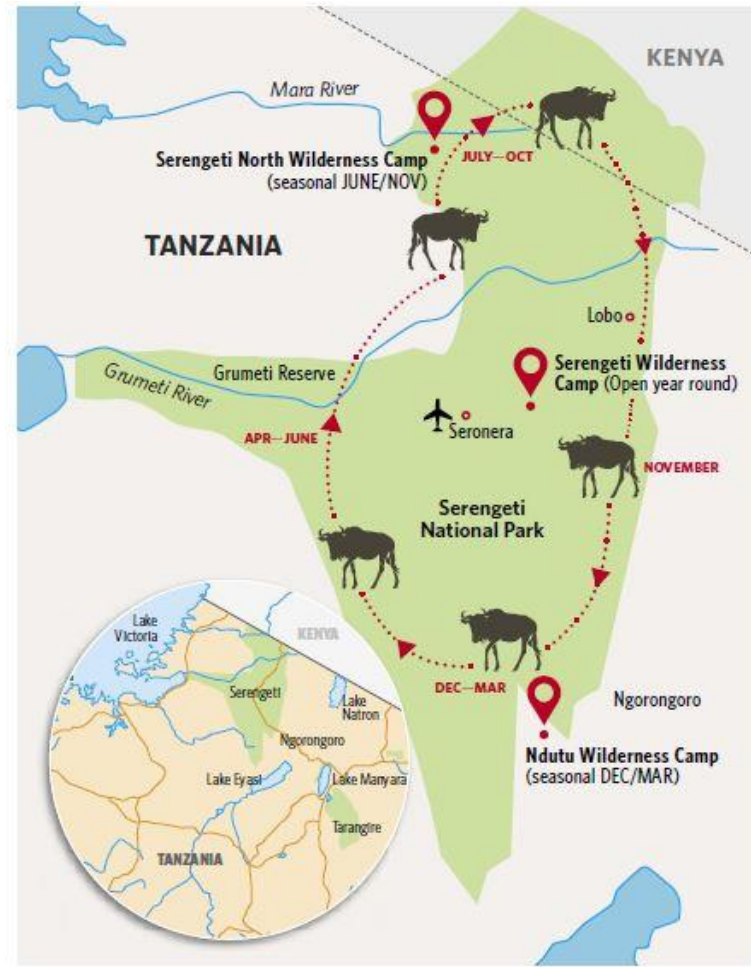 KENYA
Mara River
Serengeti North Wilderness Camp
(seasonal JUNE/NOV)
JULY—OCT
TANZANIA
Lobo
Grumeti River
Grumeti Reserve
Serengeti Wilderness
Camp (Open year round)
Seronera
APR—JUNE
NOVEMBER
Serengeti
National Park
DEC—MAR
Ngorongoro
Ndutu Wilderness Camp
(seasonal DEC/MAR)
Lake
Victoria
KENYA
Serengeti
Lake
Natron
Ngorongoro
Lake Eyasi
Lake Manyara
Tarangire
TANZANIA